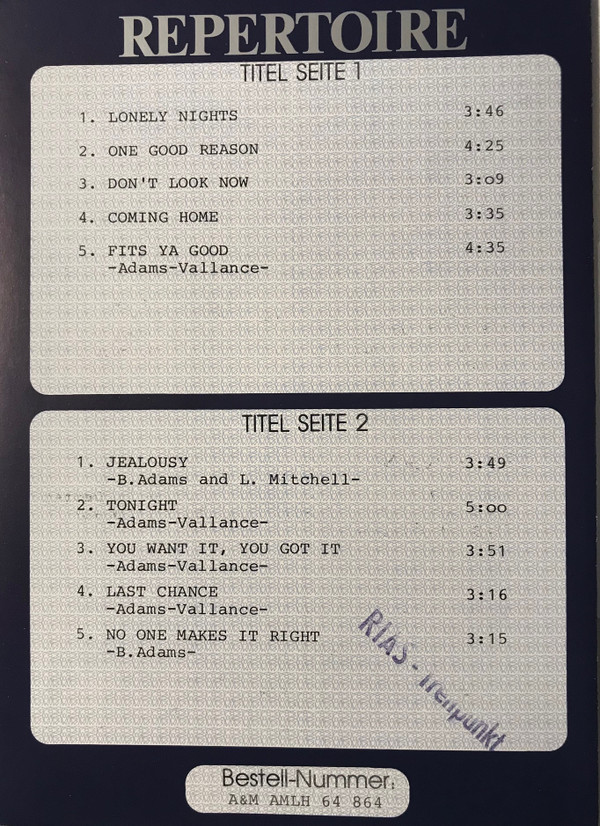 REPERTOIRE
TITEL SEITE 1
1. LONELY NIGHTS 3:46
2. ONE GOOD REASON 4:25
3. DON'T LOOK NOW 3:o9
4. COMING HOME 3:35
5. FITS YA GOOD 4:35
-Adams-Vallance-
TITEL SEITE 2
1. JEALOUSY 3:49
-B.Adams and L. Mitchell-
2. TONIGHT 5:oo
-Adams-Vallance-
3. YOU WANT IT, YOU GOT IT 3:51
-Adams-Vallance-
4. LAST CHANCE 3:16
-Adams-Vallance-
5. NO ONE MAKES IT RIGHT 3:15
-B.Adams-
RIAS - Treffpunkt
Bestell-Nummer:
A&M AMLH 64 864